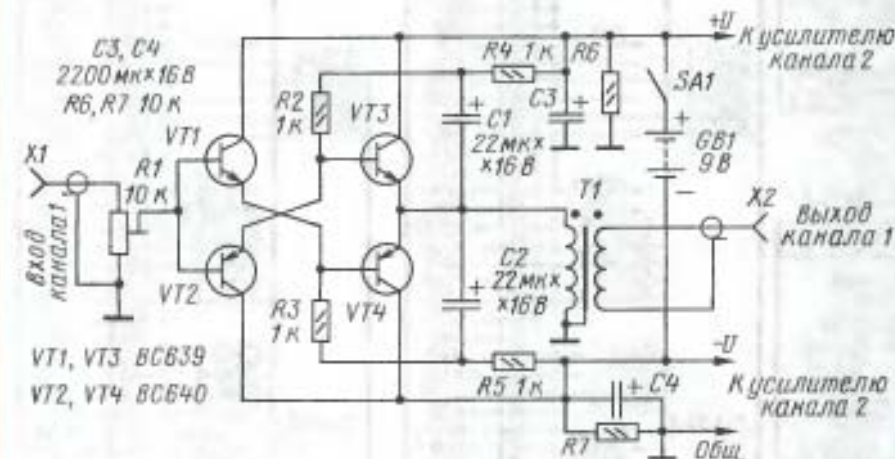 +U
К усилителю
канала 2
C3, C4
2200 мк×16 В
R6, R7 10 к
R4 1 к
R6
SA1
R2
1 к
VT3
C3
C1
22 мк×
×16 В
+
+
+
GB1
9 В
−
VT1
X1
R1
10 к
T1
X2
Выход
канала 1
Вход
канала 1
C2
22 мк×
×16 В
+
VT2
R3
1 к
VT4
−U
VT1, VT3 BC639
VT2, VT4 BC640
R5 1 к
+ C4
К усилителю
канала 2
R7
Общ.